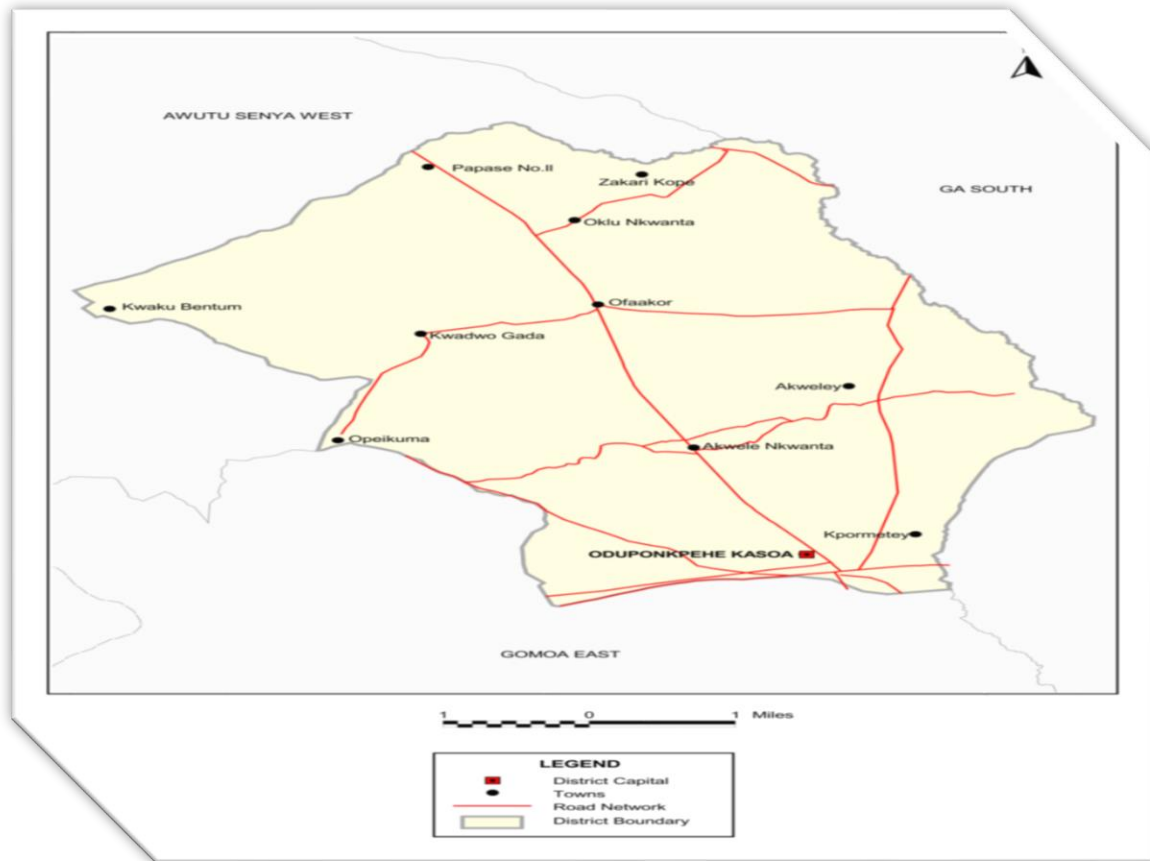 AWUTU SENYA WEST
Papase No.II
Zakari Kope
GA SOUTH
Oklu Nkwanta
Kwaku Bentum
Ofaakor
Kwadwo Gada
Akweley
Opeikuma
Akwele Nkwanta
Kpormetey
ODUPONKPEHE KASOA
GOMOA EAST
1 0 1 Miles
LEGEND
District Capital
Towns
Road Network
District Boundary